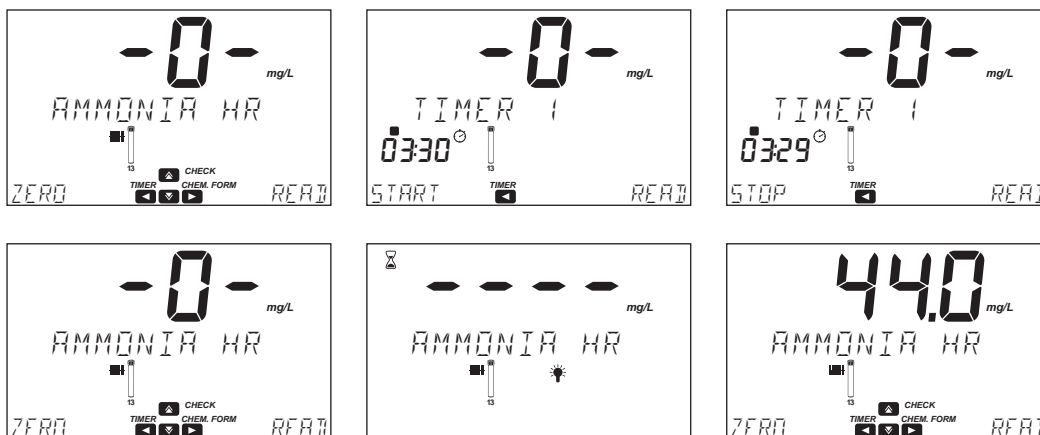 -0-
mg/L
AMMONIA HR
13
CHECK
TIMER CHEM. FORM
ZERO READ
-0-
mg/L
TIMER 1
03:30
13
TIMER
START READ
-0-
mg/L
TIMER 1
03:29
13
TIMER
STOP READ
-0-
mg/L
AMMONIA HR
13
CHECK
TIMER CHEM. FORM
ZERO READ
- - - -
mg/L
AMMONIA HR
13
44.0
mg/L
AMMONIA HR
13
CHECK
TIMER CHEM. FORM
ZERO READ